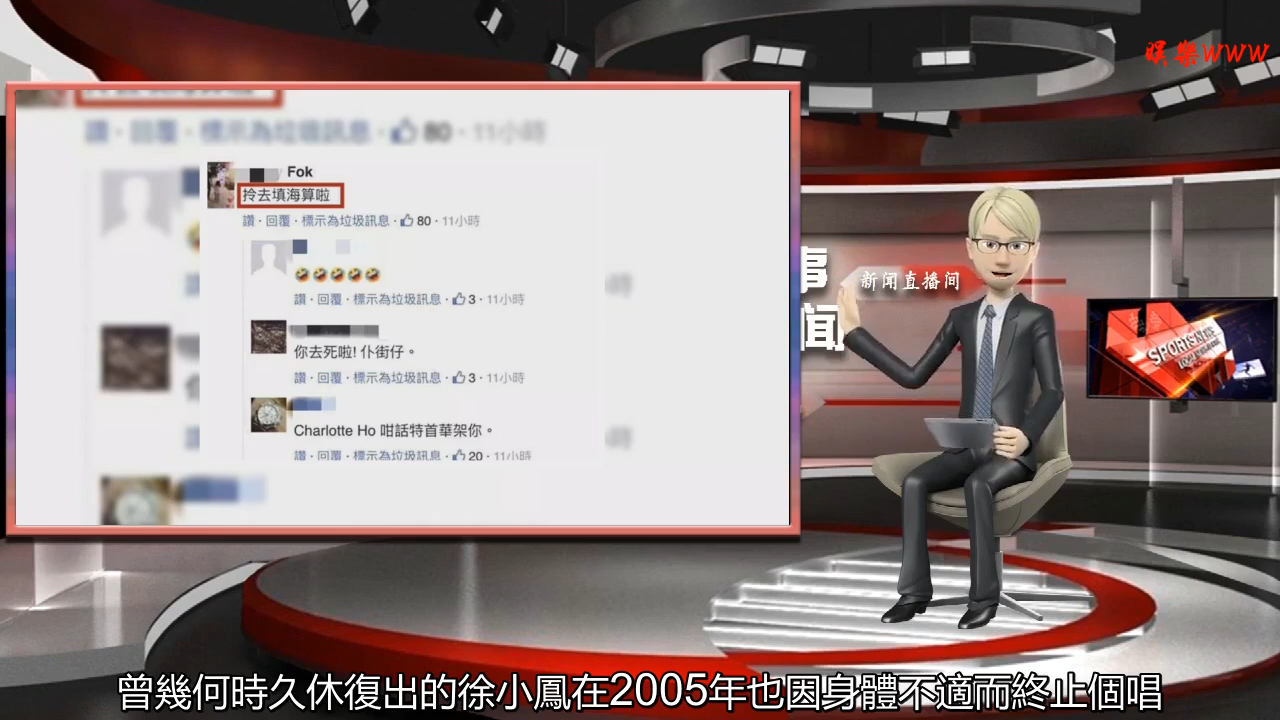 娱樂WWW
讚 · 回覆 · 標示為垃圾訊息 · 80 · 11小時
Fok
拎去填海算啦
讚 · 回覆 · 標示為垃圾訊息 · 80 · 11小時
🤣🤣🤣🤣🤣
讚 · 回覆 · 標示為垃圾訊息 · 3 · 11小時
你去死啦! 仆街仔。
讚 · 回覆 · 標示為垃圾訊息 · 3 · 11小時
Charlotte Ho 咁話特首華架你。
讚 · 回覆 · 標示為垃圾訊息 · 20 · 11小時
事
闻
新闻直播间
SPORTS
曾幾何時久休復出的徐小鳳在2005年也因身體不適而終止個唱